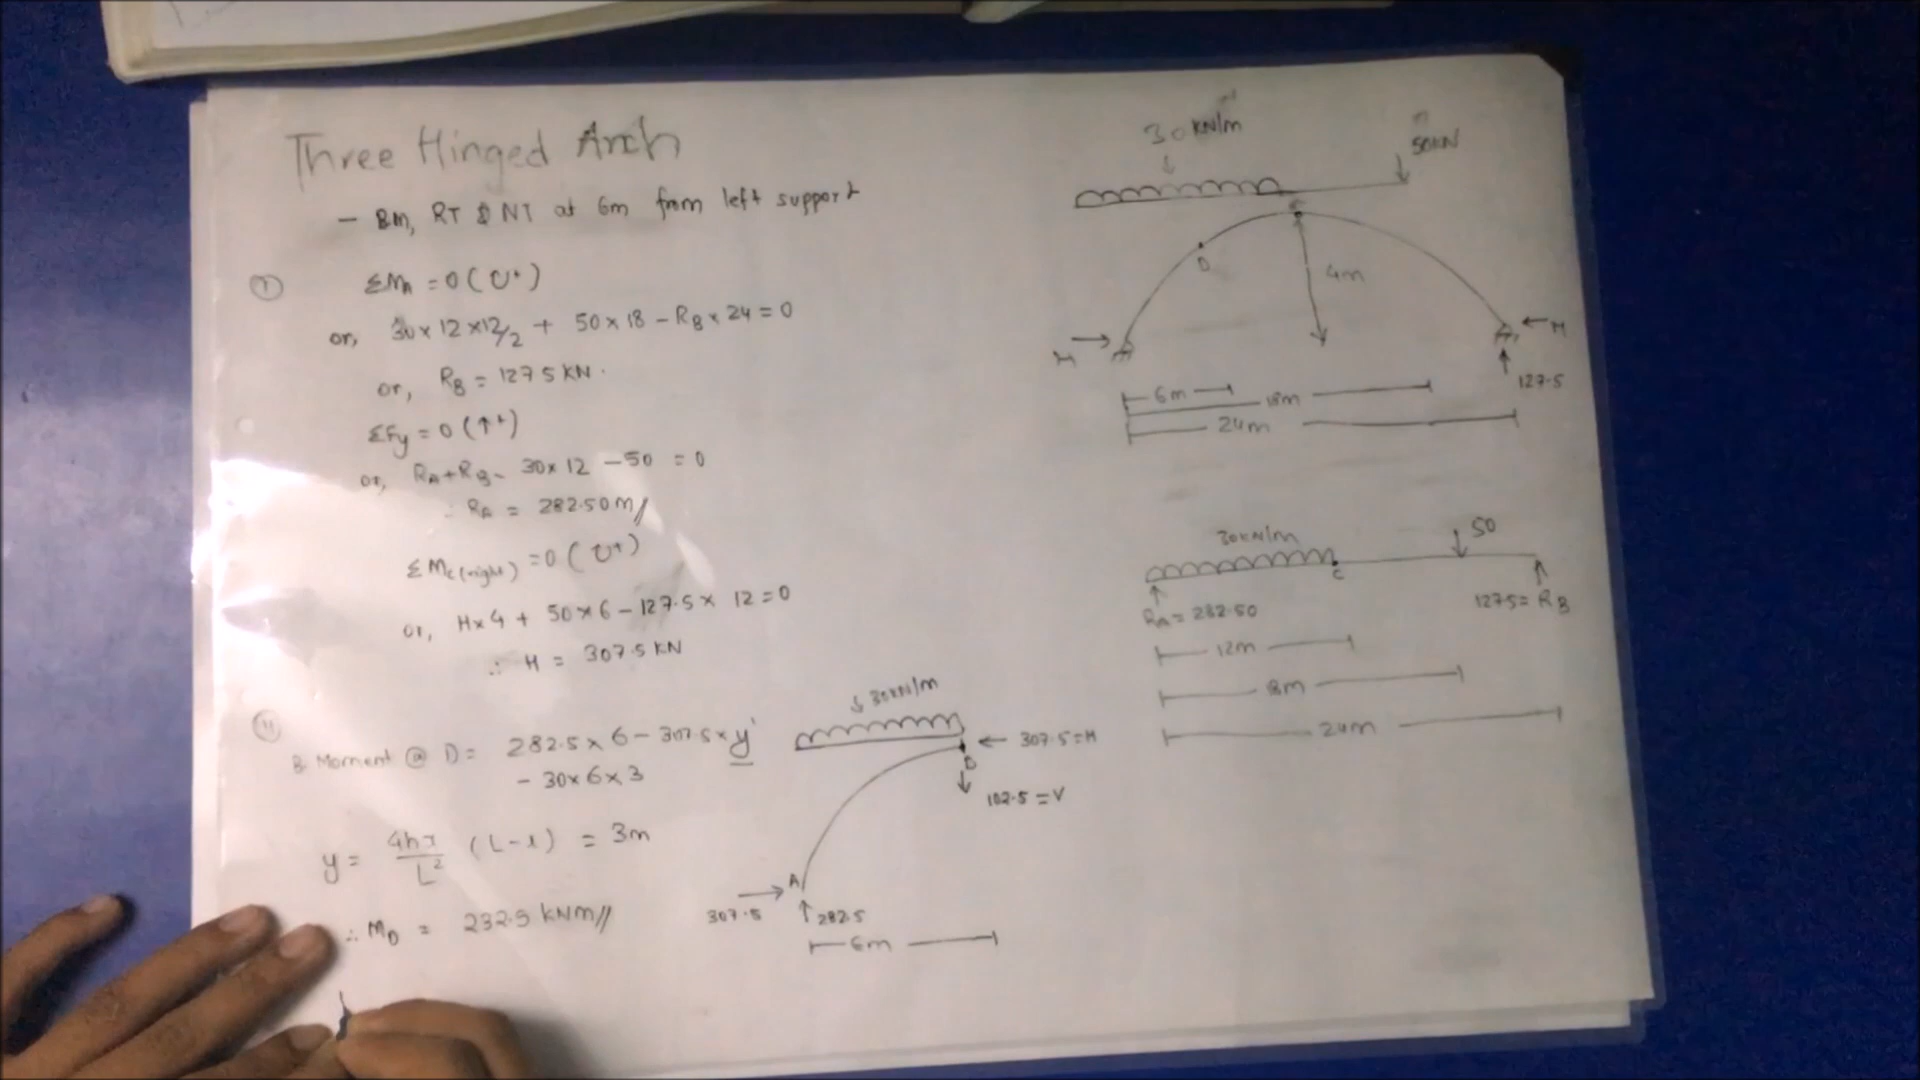 Three Hinged Arch
- BM, RT & NT at 6m from left support
①
ΣMA = 0 (↻+)
or, 30 x 12 x 12/2 + 50 x 18 - RB x 24 = 0
or, RB = 127.5 KN.
ΣFy = 0 (↑+)
or, RA + RB - 30 x 12 - 50 = 0
RA = 282.50 m//
ΣMc(right) = 0 (↻+)
or, H x 4 + 50 x 6 - 127.5 x 12 = 0
∴ H = 307.5 KN
B. Moment @ D = 282.5 x 6 - 307.5 x y
- 30 x 6 x 3
y = 4hx/L² (L-x) = 3m
∴ MD = 232.5 kNm//
30 kN/m
50kN
C
D
4m
H
H
127.5
6m
18m
24m
30kN/m
50
C
RA = 282.50
127.5 = RB
12m
18m
24m
↓ 30kN/m
← 307.5 = H
D
102.5 = V
A
307.5
↑ 282.5
6m